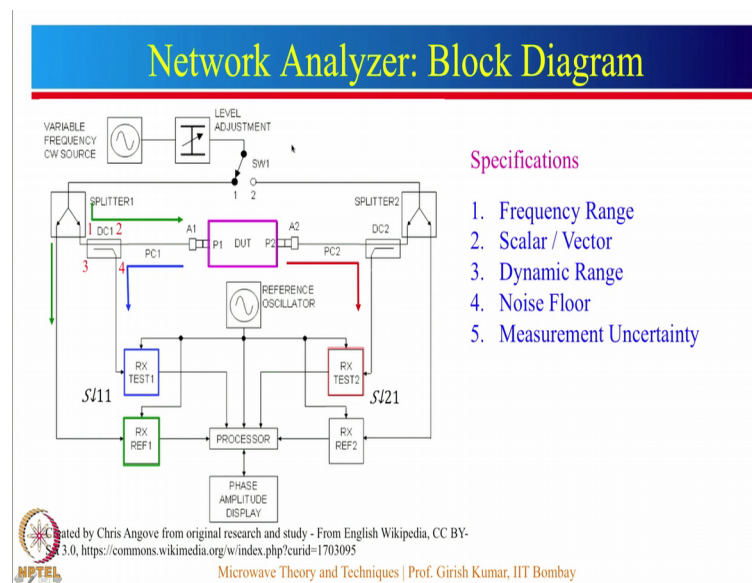 Network Analyzer: Block Diagram
VARIABLE
FREQUENCY
CW SOURCE
LEVEL
ADJUSTMENT
SW1
1 2
SPLITTER1
SPLITTER2
1 DC1 2
3 4
PC1
A1
P1 DUT P2
A2
PC2
DC2
REFERENCE
OSCILLATOR
RX
TEST1
RX
TEST2
S↓11
S↓21
RX
REF1
PROCESSOR
RX
REF2
PHASE
AMPLITUDE
DISPLAY
Specifications
1. Frequency Range
2. Scalar / Vector
3. Dynamic Range
4. Noise Floor
5. Measurement Uncertainty
ated by Chris Angove from original research and study - From English Wikipedia, CC BY-
3.0, https://commons.wikimedia.org/w/index.php?curid=1703095
NPTEL
Microwave Theory and Techniques | Prof. Girish Kumar, IIT Bombay